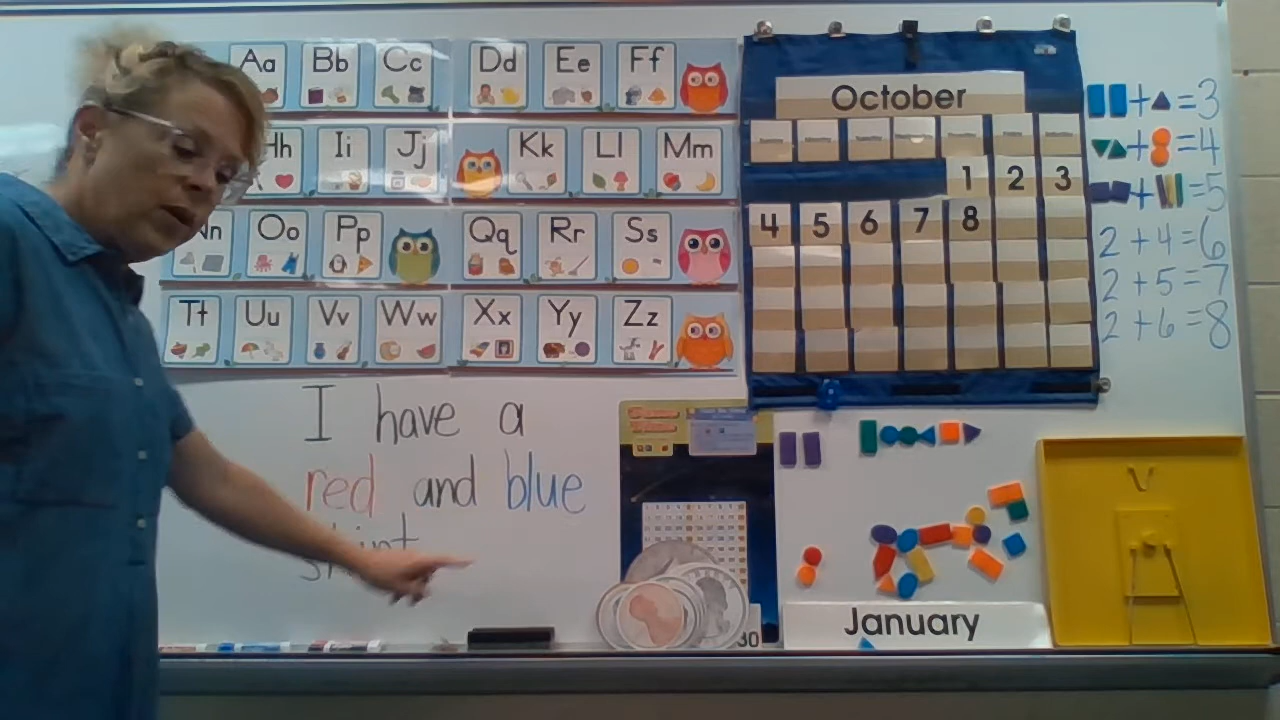 Aa Bb Cc Dd Ee Ff
Hh Ii Jj Kk Ll Mm
Nn Oo Pp Qq Rr Ss
Tt Uu Vv Ww Xx Yy Zz
October
1 2 3
4 5 6 7 8
+ = 3
+ = 4
+ = 5
2 + 4 = 6
2 + 5 = 7
2 + 6 = 8
I have a
red and blue
January
30